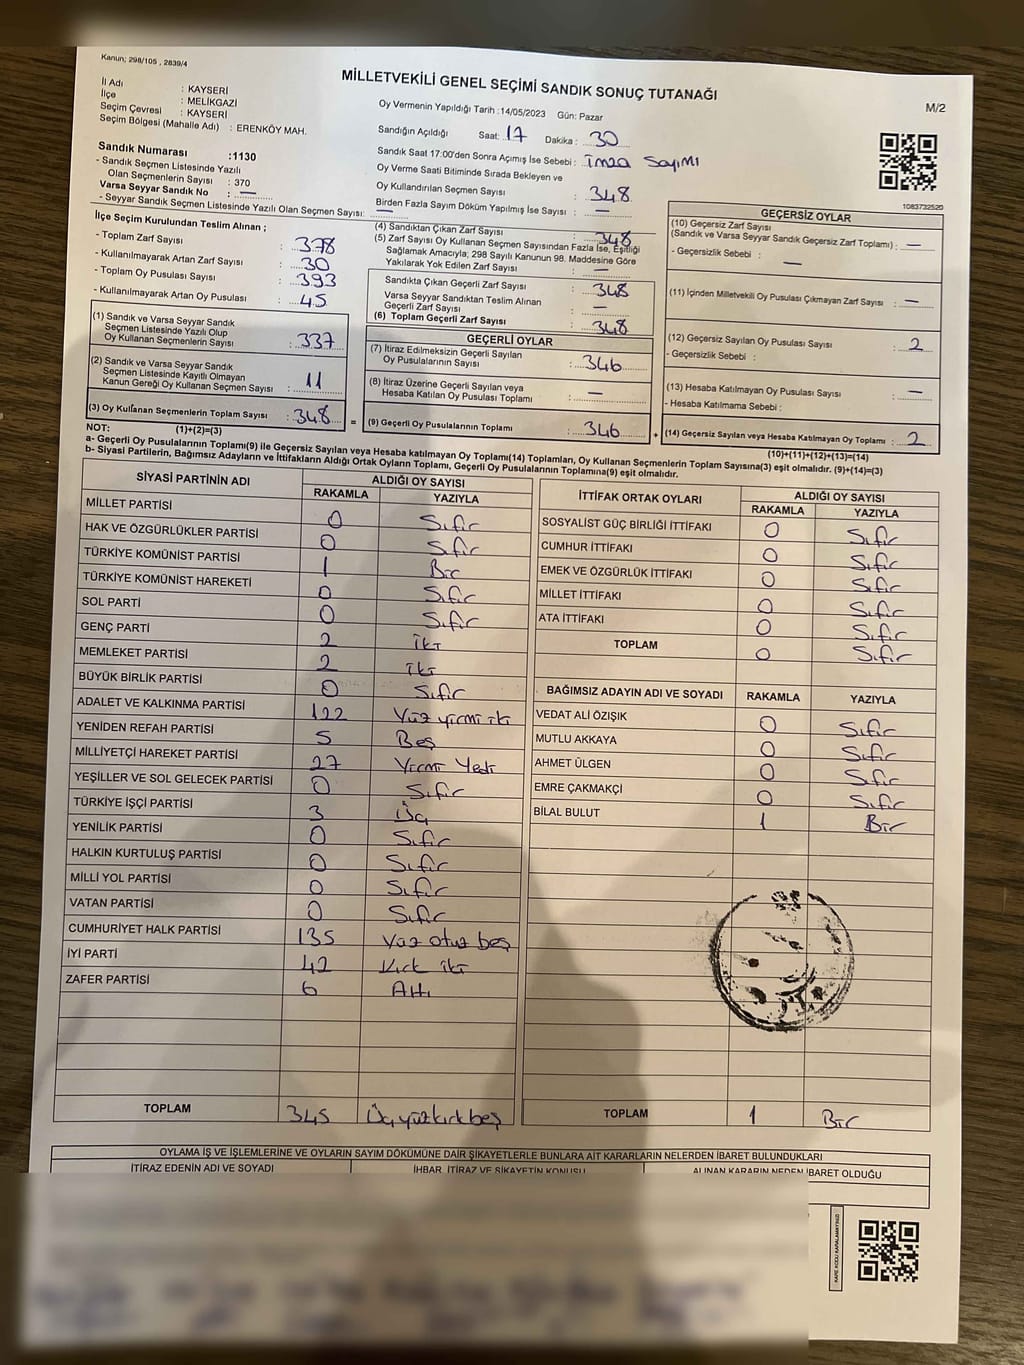 Kanun; 298/105 , 2839/4
MİLLETVEKİLİ GENEL SEÇİMİ SANDIK SONUÇ TUTANAĞI
M/2
İl Adı : KAYSERİ
İlçe : MELİKGAZİ
Seçim Çevresi : KAYSERİ
Seçim Bölgesi (Mahalle Adı) : ERENKÖY MAH.
Oy Vermenin Yapıldığı Tarih :14/05/2023 Gün: Pazar
Sandığın Açıldığı Saat: 17 Dakika : 30
Sandık Saat 17:00'den Sonra Açımış İse Sebebi : İmza Sayımı
Oy Verme Saati Bitiminde Sırada Bekleyen ve
Oy Kullandırılan Seçmen Sayısı : 348
Birden Fazla Sayım Döküm Yapılmış İse Sayısı : —
Sandık Numarası :1130
- Sandık Seçmen Listesinde Yazılı
Olan Seçmenlerin Sayısı : 370
Varsa Seyyar Sandık No : —
- Seyyar Sandık Seçmen Listesinde Yazılı Olan Seçmen Sayısı: —
1083732520
İlçe Seçim Kurulundan Teslim Alınan ;
- Toplam Zarf Sayısı : 378
- Kullanılmayarak Artan Zarf Sayısı : 30
- Toplam Oy Pusulası Sayısı : 393
- Kullanılmayarak Artan Oy Pusulası : 45
(4) Sandıktan Çıkan Zarf Sayısı : 348
(5) Zarf Sayısı Oy Kullanan Seçmen Sayısından Fazla İse, Eşitliği
Sağlamak Amacıyla; 298 Sayılı Kanunun 98. Maddesine Göre
Yakılarak Yok Edilen Zarf Sayısı : —
Sandıkta Çıkan Geçerli Zarf Sayısı : 348
Varsa Seyyar Sandıktan Teslim Alınan
Geçerli Zarf Sayısı : —
(6) Toplam Geçerli Zarf Sayısı : 348
GEÇERSİZ OYLAR
(10) Geçersiz Zarf Sayısı
(Sandık ve Varsa Seyyar Sandık Geçersiz Zarf Toplamı) : —
- Geçersizlik Sebebi : —
(11) İçinden Milletvekili Oy Pusulası Çıkmayan Zarf Sayısı : —
(12) Geçersiz Sayılan Oy Pusulası Sayısı : 2
- Geçersizlik Sebebi :
(13) Hesaba Katılmayan Oy Pusulası Sayısı : —
- Hesaba Katılmama Sebebi :
(14) Geçersiz Sayılan veya Hesaba Katılmayan Oy Toplamı : 2
(10)+(11)+(12)+(13)=(14)
(1) Sandık ve Varsa Seyyar Sandık
Seçmen Listesinde Yazılı Olup
Oy Kullanan Seçmenlerin Sayısı : 337
(2) Sandık ve Varsa Seyyar Sandık
Seçmen Listesinde Kayıtlı Olmayan
Kanun Gereği Oy Kullanan Seçmen Sayısı : 11
(3) Oy Kullanan Seçmenlerin Toplam Sayısı : 348 =
(1)+(2)=(3)
GEÇERLİ OYLAR
(7) İtiraz Edilmeksizin Geçerli Sayılan
Oy Pusulalarının Sayısı : 346
(8) İtiraz Üzerine Geçerli Sayılan veya
Hesaba Katılan Oy Pusulası Toplamı : —
(9) Geçerli Oy Pusulalarının Toplamı : 346 +
NOT:
a- Geçerli Oy Pusulalarının Toplamı(9) ile Geçersiz Sayılan veya Hesaba katılmayan Oy Toplamı(14) Toplamları, Oy Kullanan Seçmenlerin Toplam Sayısına(3) eşit olmalıdır. (9)+(14)=(3)
b- Siyasi Partilerin, Bağımsız Adayların ve İttifakların Aldığı Ortak Oyların Toplamı, Geçerli Oy Pusulalarının Toplamına(9) eşit olmalıdır.
SİYASİ PARTİNİN ADI ALDIĞI OY SAYISI
RAKAMLA YAZIYLA
MİLLET PARTİSİ 0 Sıfır
HAK VE ÖZGÜRLÜKLER PARTİSİ 0 Sıfır
TÜRKİYE KOMÜNİST PARTİSİ 1 Bir
TÜRKİYE KOMÜNİST HAREKETİ 0 Sıfır
SOL PARTİ 0 Sıfır
GENÇ PARTİ 2 İki
MEMLEKET PARTİSİ 2 İki
BÜYÜK BİRLİK PARTİSİ 0 Sıfır
ADALET VE KALKINMA PARTİSİ 122 Yüz yirmi iki
YENİDEN REFAH PARTİSİ 5 Beş
MİLLİYETÇİ HAREKET PARTİSİ 27 Yirmi Yedi
YEŞİLLER VE SOL GELECEK PARTİSİ 0 Sıfır
TÜRKİYE İŞÇİ PARTİSİ 3 Üç
YENİLİK PARTİSİ 0 Sıfır
HALKIN KURTULUŞ PARTİSİ 0 Sıfır
MİLLİ YOL PARTİSİ 0 Sıfır
VATAN PARTİSİ 0 Sıfır
CUMHURİYET HALK PARTİSİ 135 Yüz otuz beş
İYİ PARTİ 42 Kırk iki
ZAFER PARTİSİ 6 Altı
TOPLAM 345 Üçyüzkırkbeş
İTTİFAK ORTAK OYLARI ALDIĞI OY SAYISI
RAKAMLA YAZIYLA
SOSYALİST GÜÇ BİRLİĞİ İTTİFAKI 0 Sıfır
CUMHUR İTTİFAKI 0 Sıfır
EMEK VE ÖZGÜRLÜK İTTİFAKI 0 Sıfır
MİLLET İTTİFAKI 0 Sıfır
ATA İTTİFAKI 0 Sıfır
TOPLAM 0 Sıfır
BAĞIMSIZ ADAYIN ADI VE SOYADI RAKAMLA YAZIYLA
VEDAT ALİ ÖZIŞIK 0 Sıfır
MUTLU AKKAYA 0 Sıfır
AHMET ÜLGEN 0 Sıfır
EMRE ÇAKMAKÇİ 0 Sıfır
BİLAL BULUT 1 Bir
TOPLAM 1 Bir
OYLAMA İŞ VE İŞLEMLERİNE VE OYLARIN SAYIM DÖKÜMÜNE DAİR ŞİKAYETLERLE BUNLARA AİT KARARLARIN NELERDEN İBARET BULUNDUKLARI
İTİRAZ EDENİN ADI VE SOYADI İHBAR, İTİRAZ VE ŞİKAYETİN KONUSU ALINAN KARARIN NEDEN İBARET OLDUĞU
KARE KODU KARALAMAYINIZ!